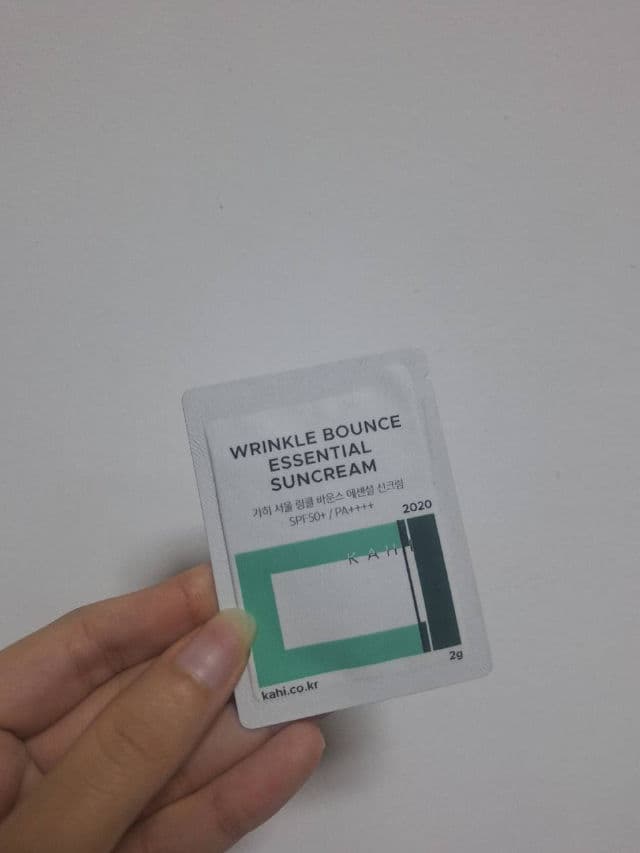 WRINKLE BOUNCE
ESSENTIAL
SUNCREAM
가히 서울 링클 바운스 에센셜 선크림
SPF50+ / PA++++
2020
KAHI
kahi.co.kr
2g